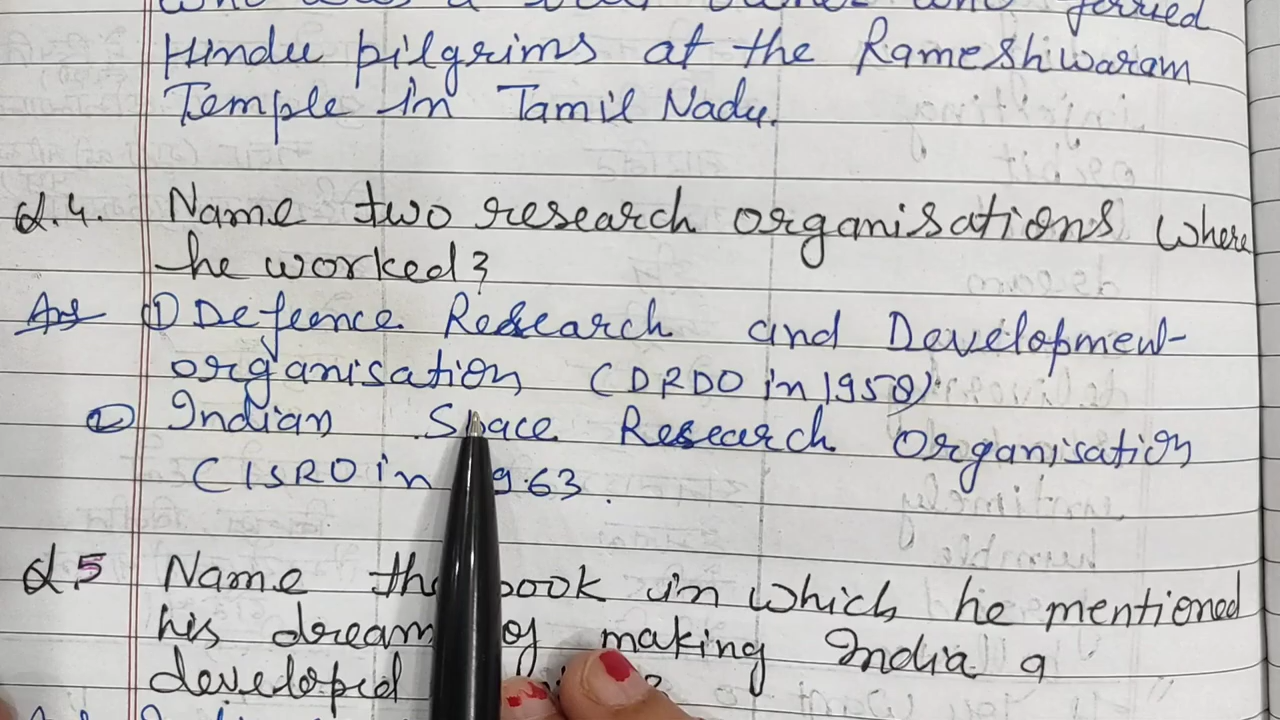 ferried
Hindu pilgrims at the Rameshiwaram
Temple in Tamil Nadu.
Q.4. Name two research organisations where
he worked?
Ans ① Defence Research and Development
organisation (DRDO in 1958)
② Indian Space Research Organisation
(ISRO in 1963.
Q5 Name the book in which he mentioned
his dream of making India a
developed